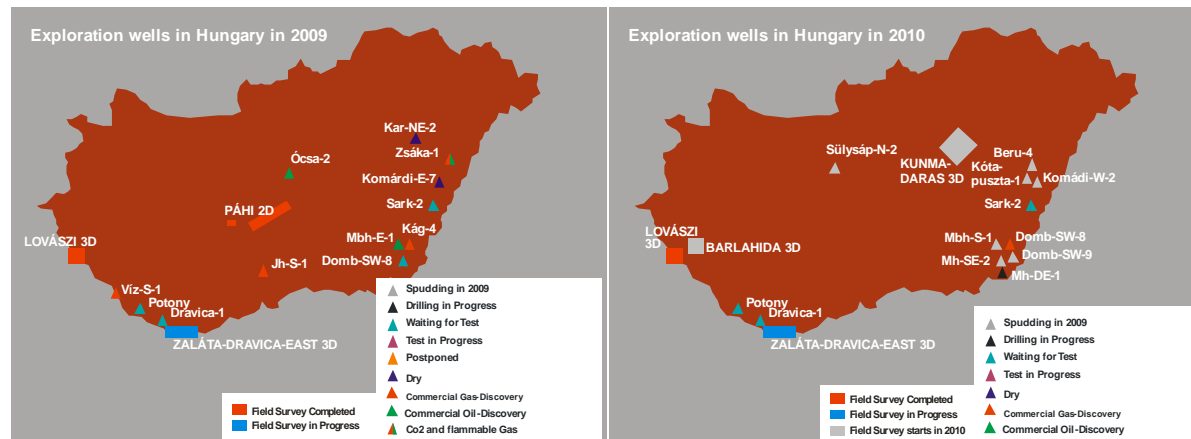 Exploration wells in Hungary in 2009
Kar-NE-2
Zsáka-1
Ócsa-2
Komárdi-E-7
Sark-2
PÁHI 2D
Kág-4
Mbh-E-1
LOVÁSZI 3D
Domb-SW-8
Jh-S-1
Víz-S-1
Potony
Dravica-1
ZALÁTA-DRAVICA-EAST 3D
Spudding in 2009
Drilling in Progress
Waiting for Test
Test in Progress
Postponed
Dry
Commercial Gas-Discovery
Commercial Oil-Discovery
Co2 and flammable Gas
Field Survey Completed
Field Survey in Progress
Exploration wells in Hungary in 2010
Sülysáp-N-2
KUNMA-
DARAS 3D
Beru-4
Kóta-
puszta-1
Komádi-W-2
Sark-2
LOVÁSZI
3D
BARLAHIDA 3D
Mbh-S-1
Domb-SW-8
Domb-SW-9
Mh-SE-2
Mh-DE-1
Potony
Dravica-1
ZALÁTA-DRAVICA-EAST 3D
Spudding in 2009
Drilling in Progress
Waiting for Test
Test in Progress
Dry
Commercial Gas-Discovery
Commercial Oil-Discovery
Field Survey Completed
Field Survey in Progress
Field Survey starts in 2010